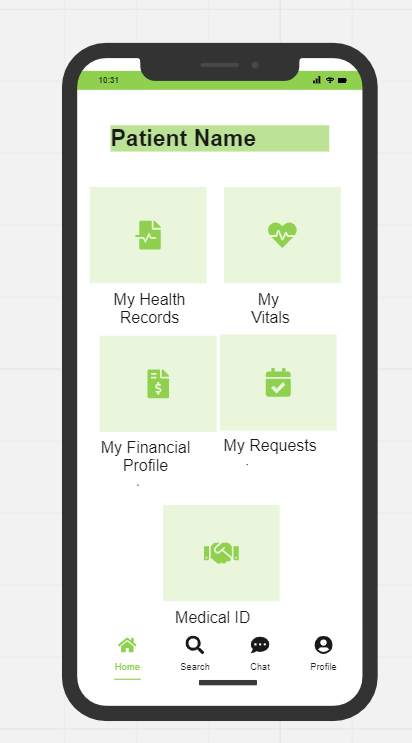 10:31
Patient Name
My Health
Records
My
Vitals
My Financial
Profile
.
My Requests
.
Medical ID
Home
Search
Chat
Profile